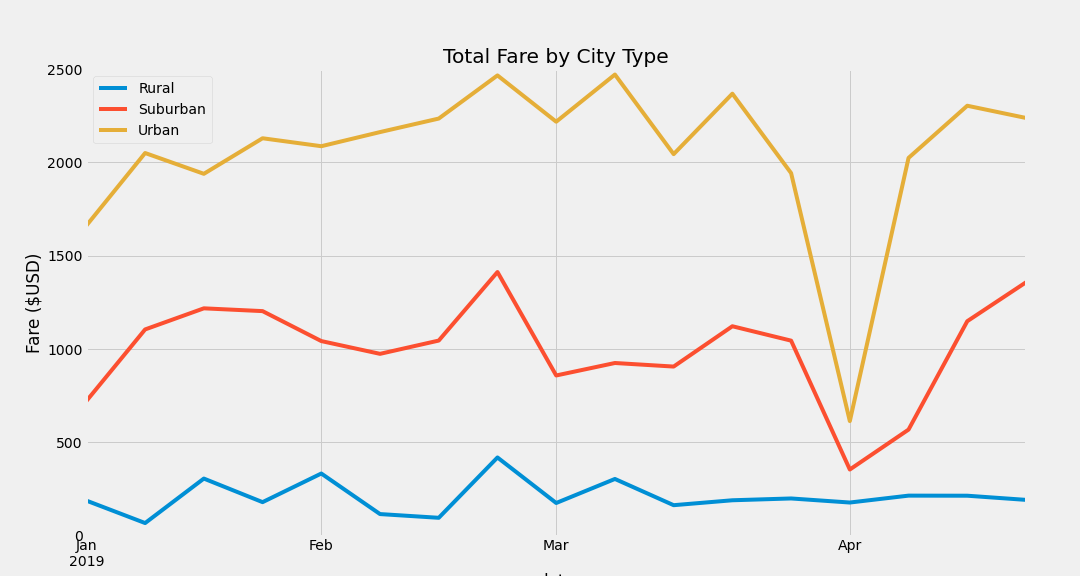 Total Fare by City Type
Rural
Suburban
Urban
Fare ($USD)
2500
2000
1500
1000
500
0
Jan Feb Mar Apr
2019